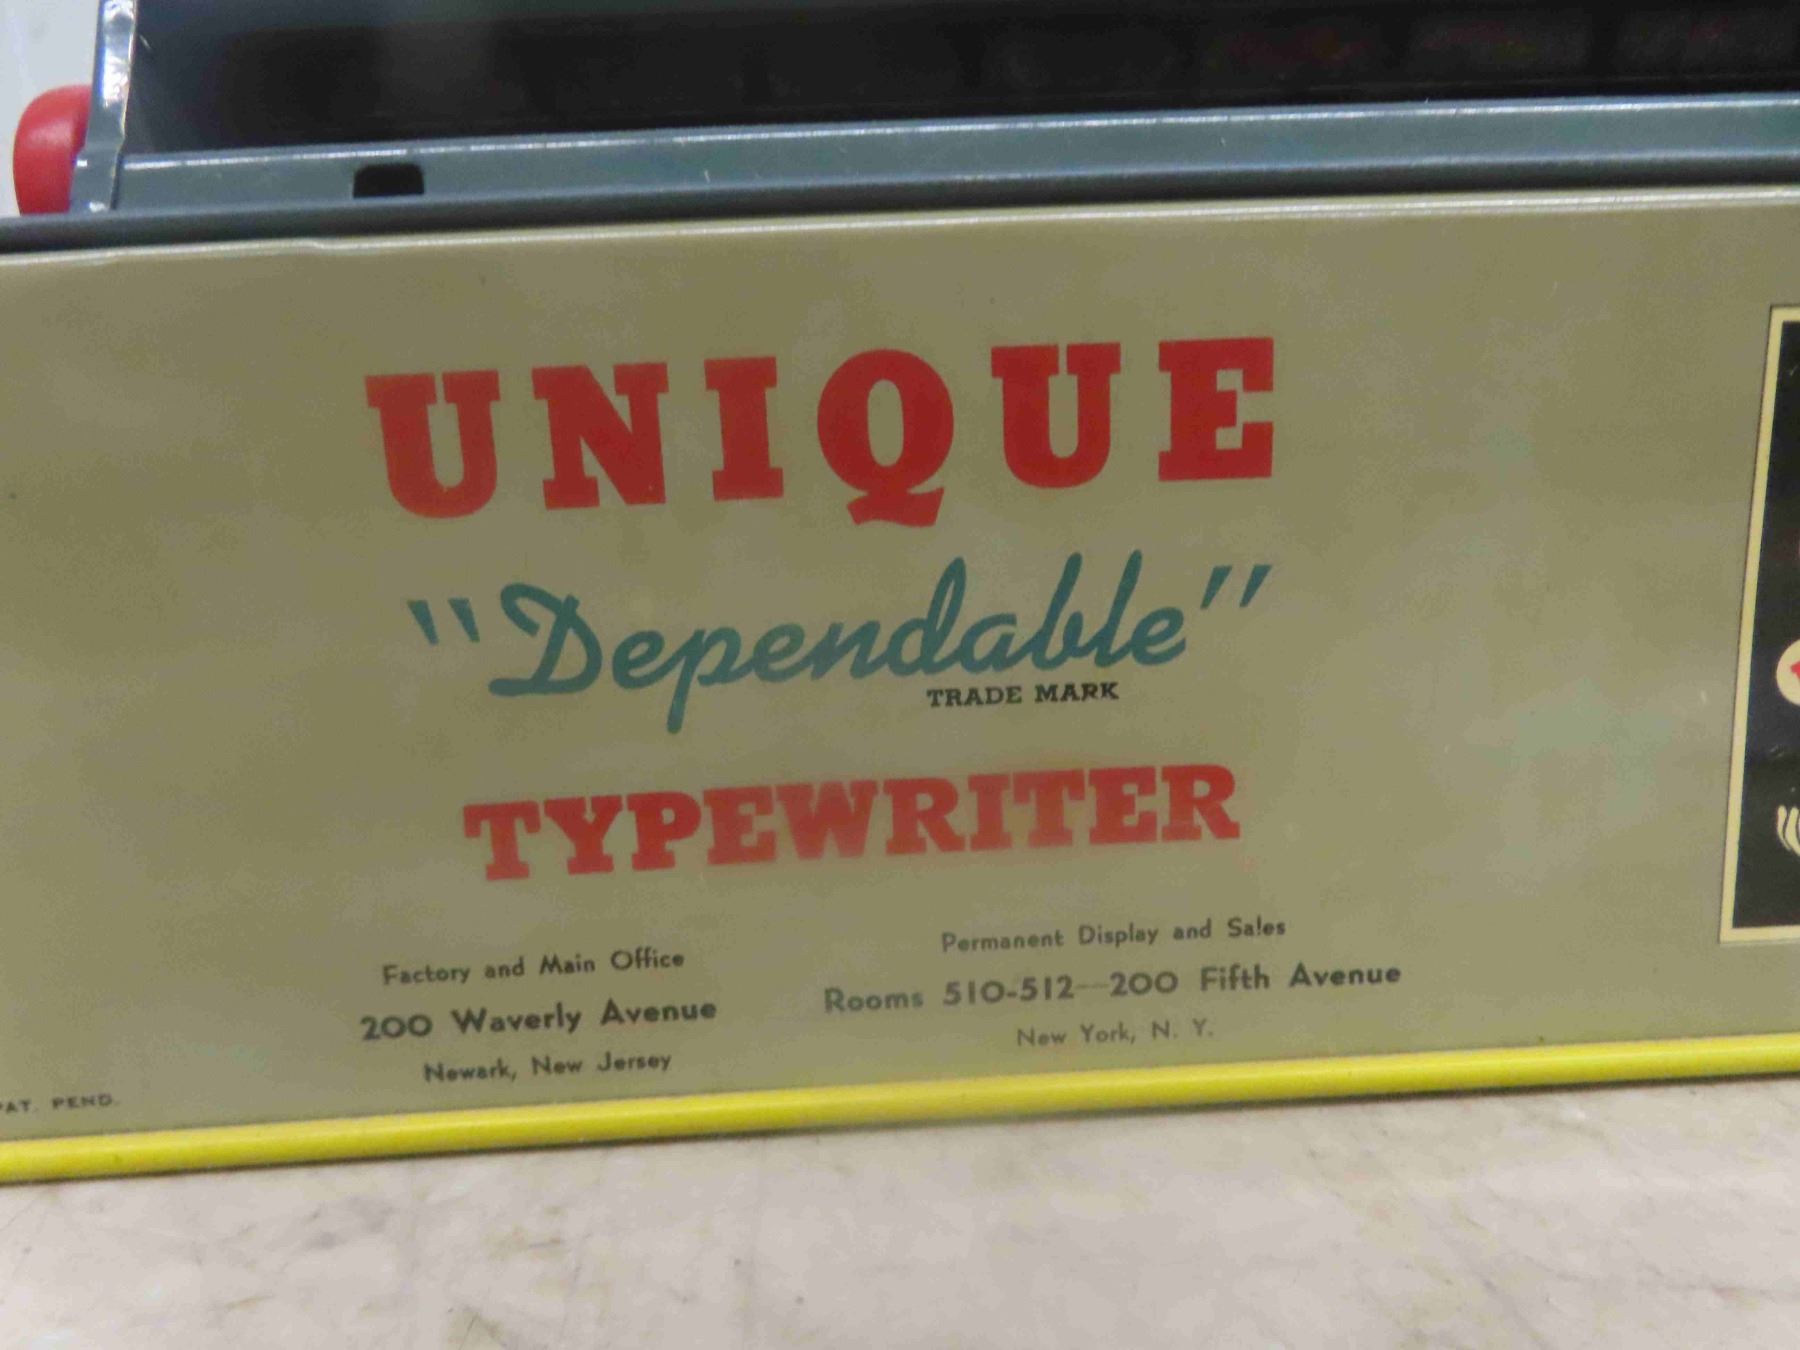 UNIQUE
"Dependable"
TRADE MARK
TYPEWRITER
Factory and Main Office
200 Waverly Avenue
Newark, New Jersey
Permanent Display and Sales
Rooms 510-512—200 Fifth Avenue
New York, N. Y.
PAT. PEND.